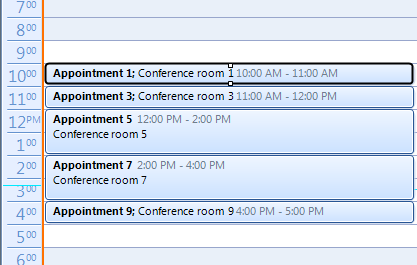 7 00
8 00
9 00
10 00
Appointment 1; Conference room 1 10:00 AM - 11:00 AM
11 00
Appointment 3; Conference room 3 11:00 AM - 12:00 PM
12 PM
Appointment 5 12:00 PM - 2:00 PM
Conference room 5
1 00
2 00
Appointment 7 2:00 PM - 4:00 PM
Conference room 7
3 00
4 00
Appointment 9; Conference room 9 4:00 PM - 5:00 PM
5 00
6 00